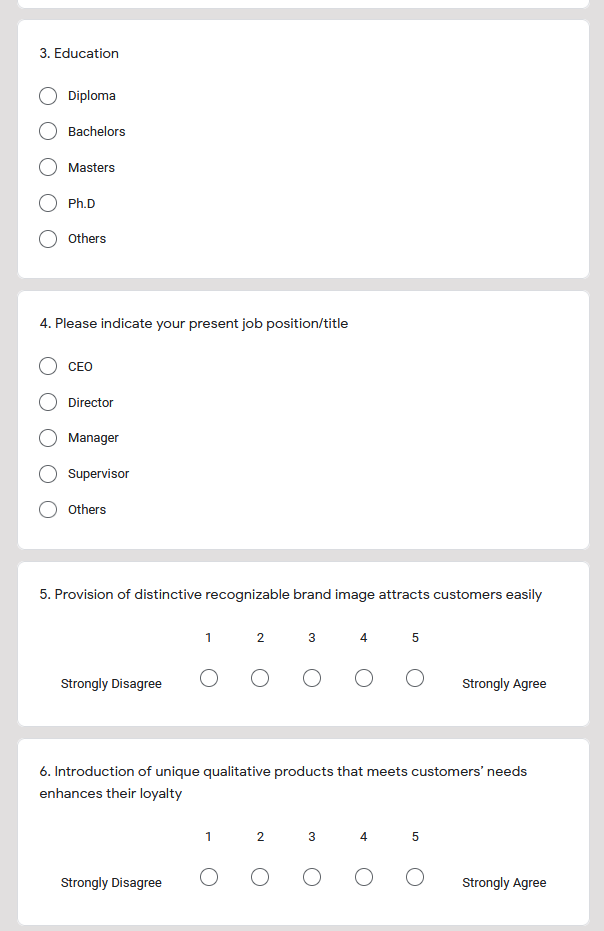 3. Education
Diploma
Bachelors
Masters
Ph.D
Others
4. Please indicate your present job position/title
CEO
Director
Manager
Supervisor
Others
5. Provision of distinctive recognizable brand image attracts customers easily
1 2 3 4 5
Strongly Disagree Strongly Agree
6. Introduction of unique qualitative products that meets customers’ needs
enhances their loyalty
1 2 3 4 5
Strongly Disagree Strongly Agree